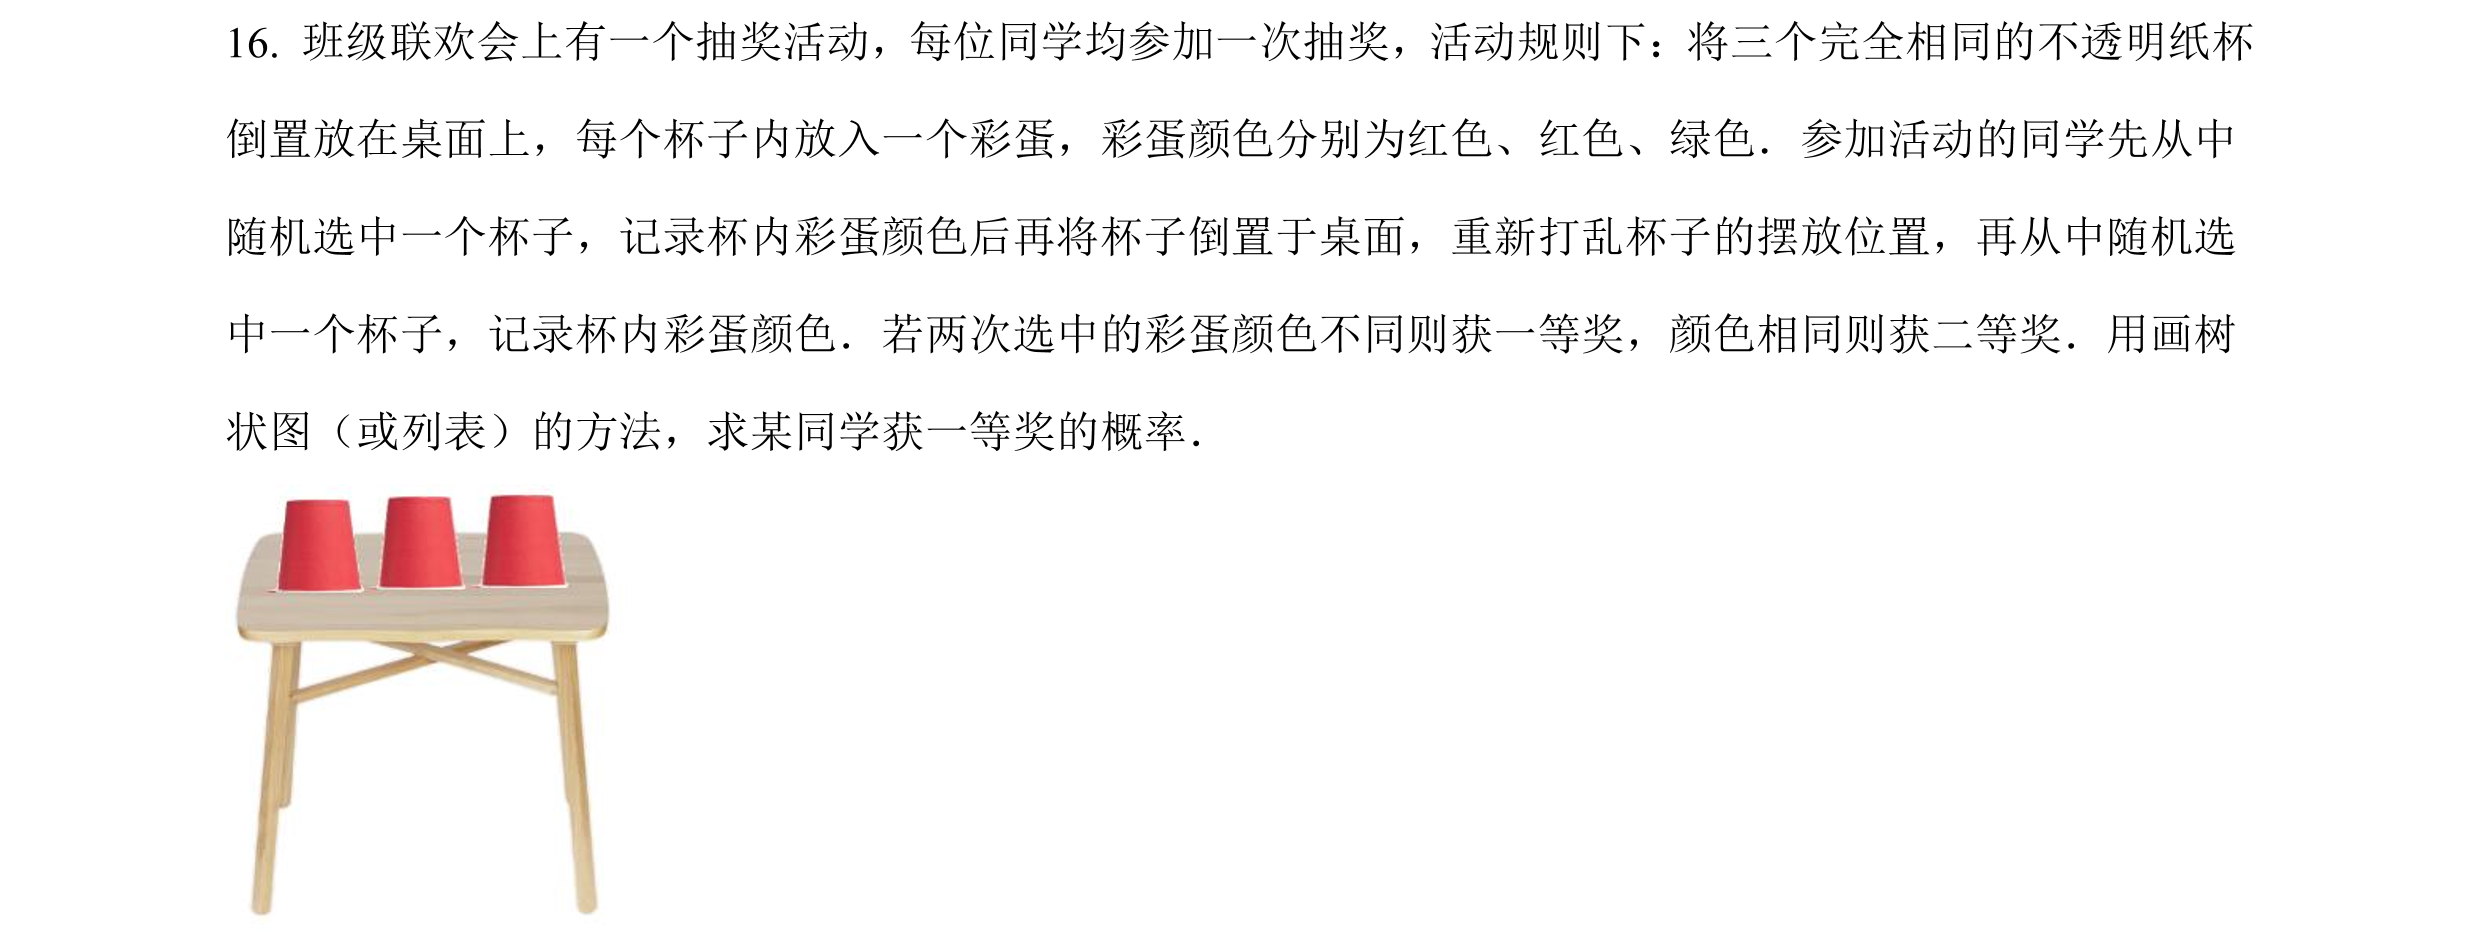 16. 班级联欢会上有一个抽奖活动，每位同学均参加一次抽奖，活动规则下：将三个完全相同的不透明纸杯
倒置放在桌面上，每个杯子内放入一个彩蛋，彩蛋颜色分别为红色、红色、绿色．参加活动的同学先从中
随机选中一个杯子，记录杯内彩蛋颜色后再将杯子倒置于桌面，重新打乱杯子的摆放位置，再从中随机选
中一个杯子，记录杯内彩蛋颜色．若两次选中的彩蛋颜色不同则获一等奖，颜色相同则获二等奖．用画树
状图（或列表）的方法，求某同学获一等奖的概率．